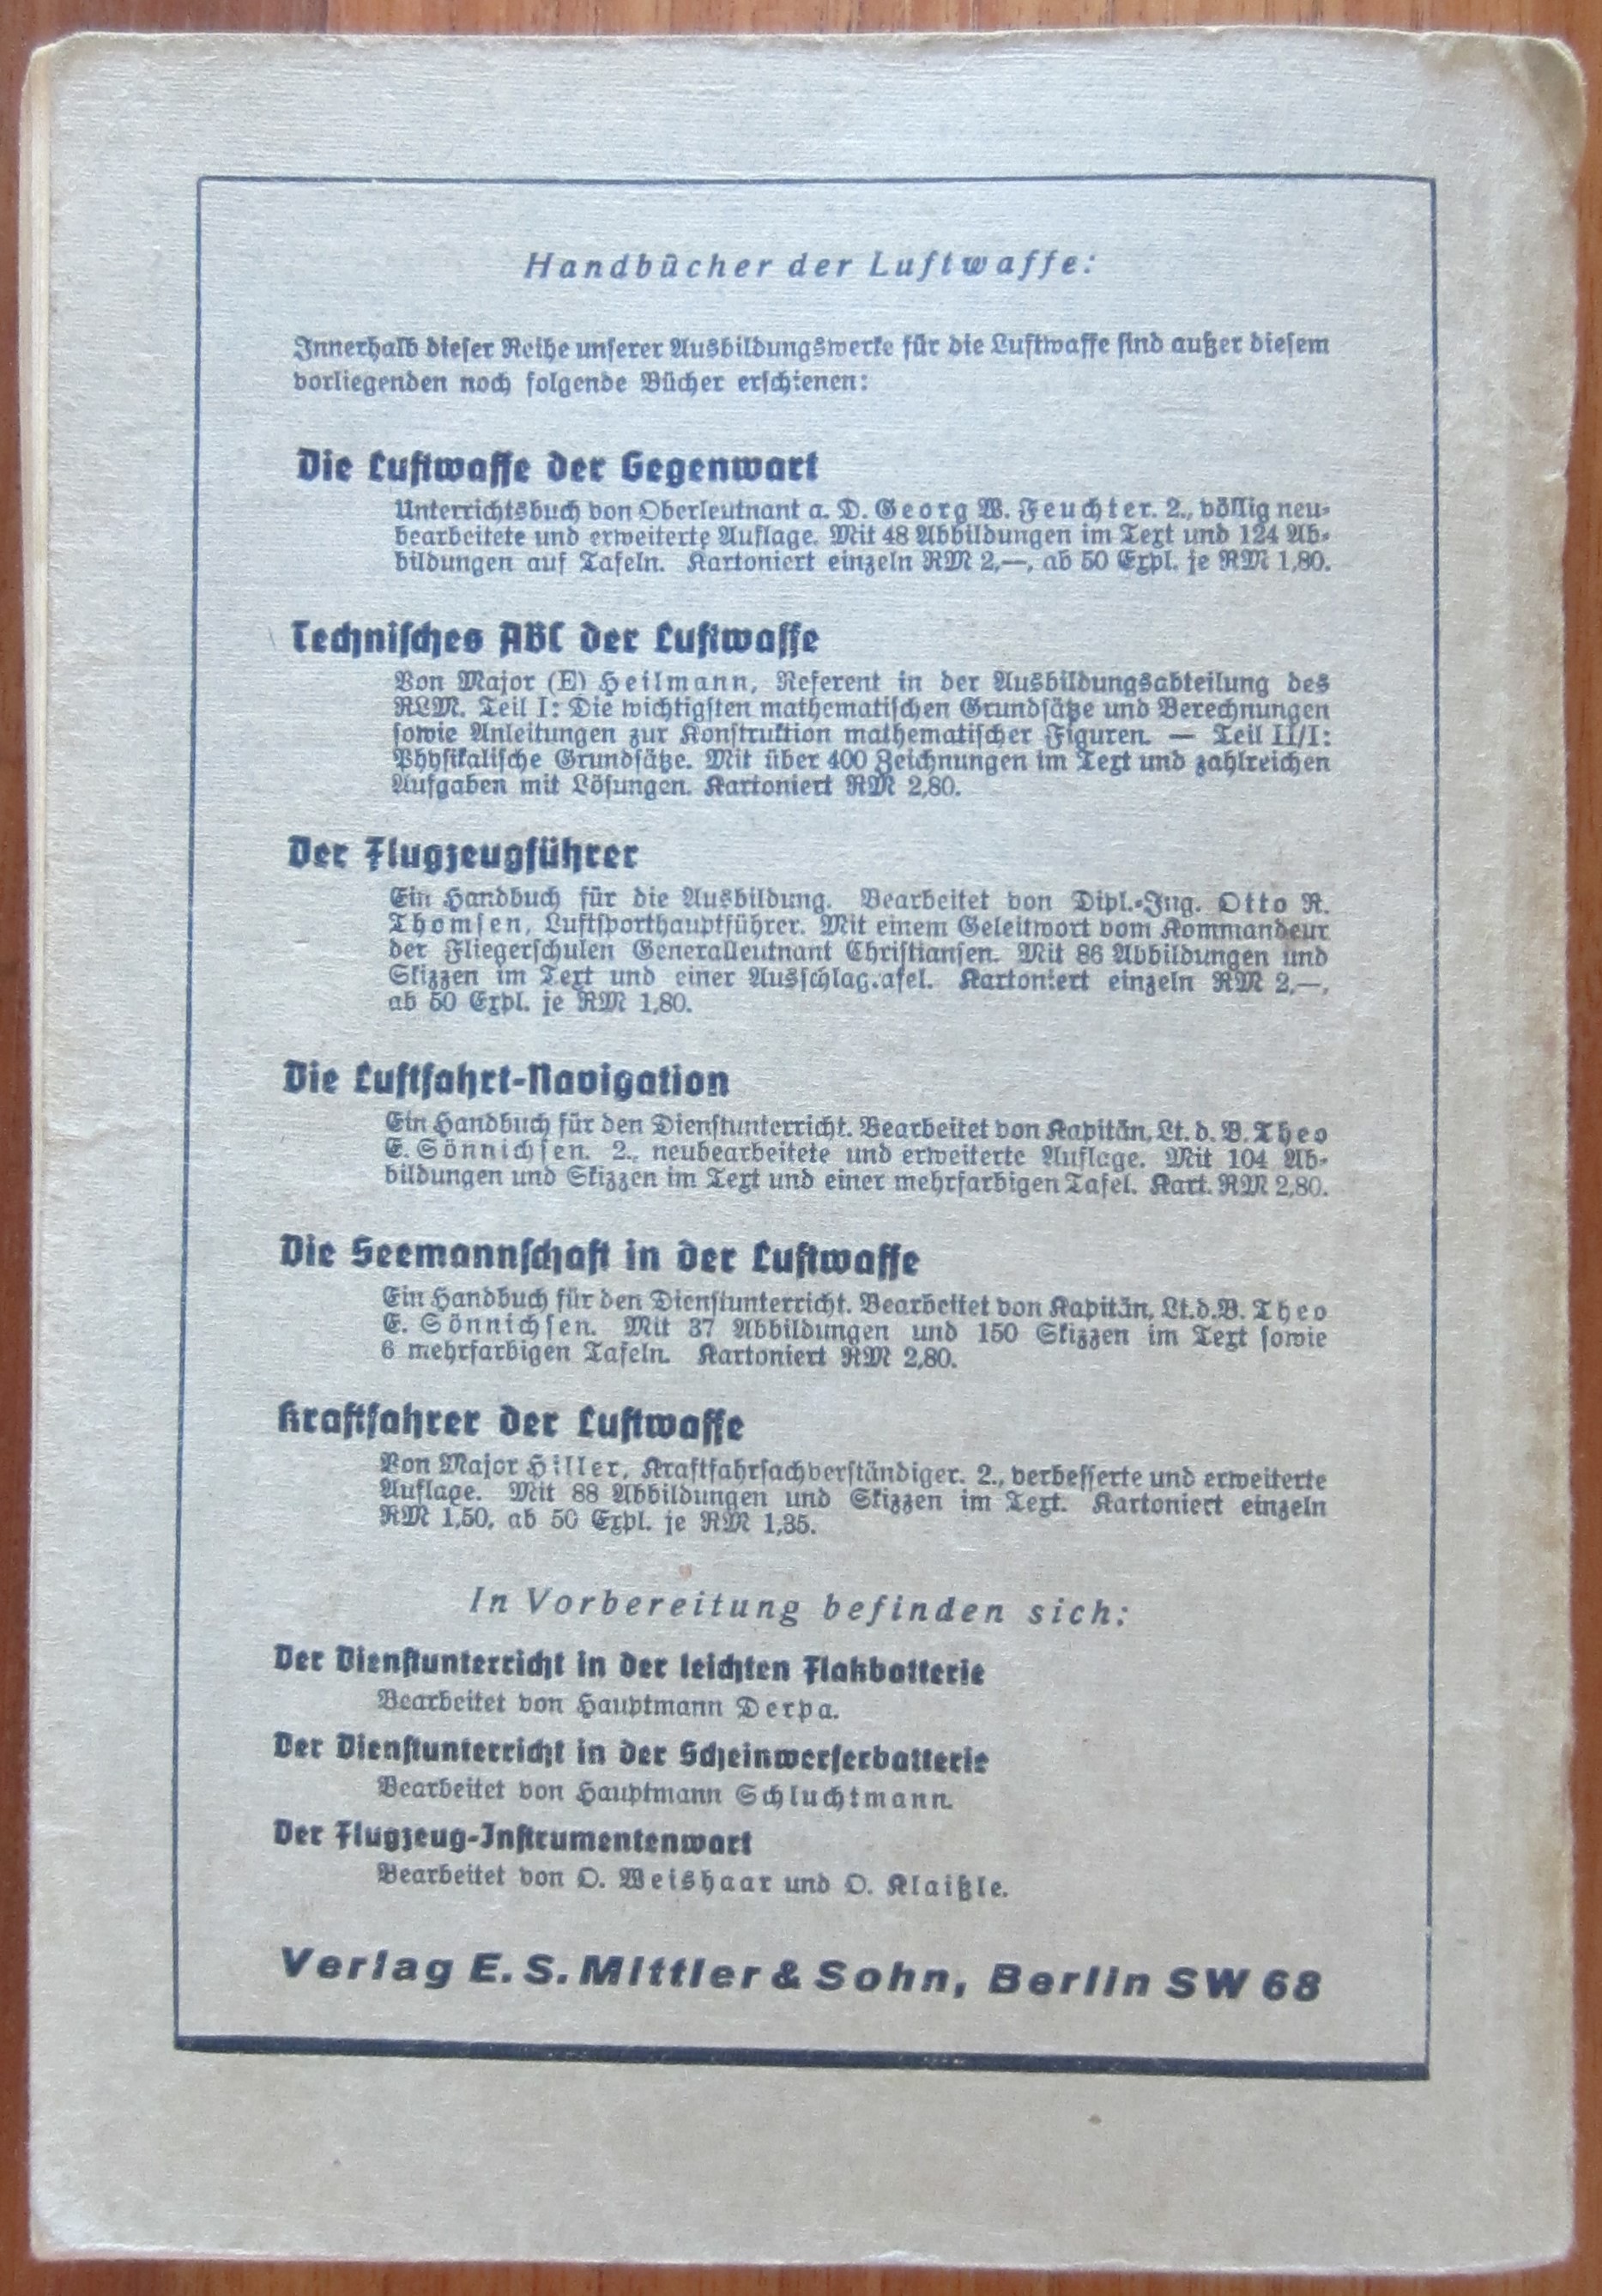 Handbücher der Luftwaffe:
Innerhalb dieser Reihe unserer Ausbildungswerke für die Luftwaffe sind außer diesem
vorliegenden noch folgende Bücher erschienen:
Die Luftwaffe der Gegenwart
Unterrichtsbuch von Oberleutnant a. D. Georg W. Feuchter. 2., völlig neu-
bearbeitete und erweiterte Auflage. Mit 48 Abbildungen im Text und 124 Ab-
bildungen auf Tafeln. Kartoniert einzeln RM 2,—, ab 50 Expl. je RM 1,80.
Technisches ABC der Luftwaffe
Von Major (E) Heilmann, Referent in der Ausbildungsabteilung des
RLM. Teil I: Die wichtigsten mathematischen Grundsätze und Berechnungen
sowie Anleitungen zur Konstruktion mathematischer Figuren. — Teil II/I:
Physikalische Grundsätze. Mit über 400 Zeichnungen im Text und zahlreichen
Aufgaben mit Lösungen. Kartoniert RM 2,80.
Der Flugzeugführer
Ein Handbuch für die Ausbildung. Bearbeitet von Dipl.-Ing. Otto R.
Thomsen, Luftsporthauptführer. Mit einem Geleitwort vom Kommandeur
der Fliegerschulen Generalleutnant Christiansen. Mit 86 Abbildungen und
Skizzen im Text und einer Ausschlagtafel. Kartoniert einzeln RM 2,—,
ab 50 Expl. je RM 1,80.
Die Luftfahrt-Navigation
Ein Handbuch für den Dienstunterricht. Bearbeitet von Kapitän, Lt. d. B. Theo
E. Sönnichsen. 2., neubearbeitete und erweiterte Auflage. Mit 104 Ab-
bildungen und Skizzen im Text und einer mehrfarbigen Tafel. Kart. RM 2,80.
Die Seemannschaft in der Luftwaffe
Ein Handbuch für den Dienstunterricht. Bearbeitet von Kapitän, Lt. d. B. Theo
E. Sönnichsen. Mit 37 Abbildungen und 150 Skizzen im Text sowie
6 mehrfarbigen Tafeln. Kartoniert RM 2,80.
Kraftfahrer der Luftwaffe
Von Major Hiller, Kraftfahrsachverständiger. 2., verbesserte und erweiterte
Auflage. Mit 88 Abbildungen und Skizzen im Text. Kartoniert einzeln
RM 1,50, ab 50 Expl. je RM 1,35.
In Vorbereitung befinden sich:
Der Dienstunterricht in der leichten Flakbatterie
Bearbeitet von Hauptmann Derpa.
Der Dienstunterricht in der Scheinwerferbatterie
Bearbeitet von Hauptmann Schluchtmann.
Der Flugzeug-Instrumentenwart
Bearbeitet von O. Weishaar und O. Klaißle.
Verlag E. S. Mittler & Sohn, Berlin SW 68